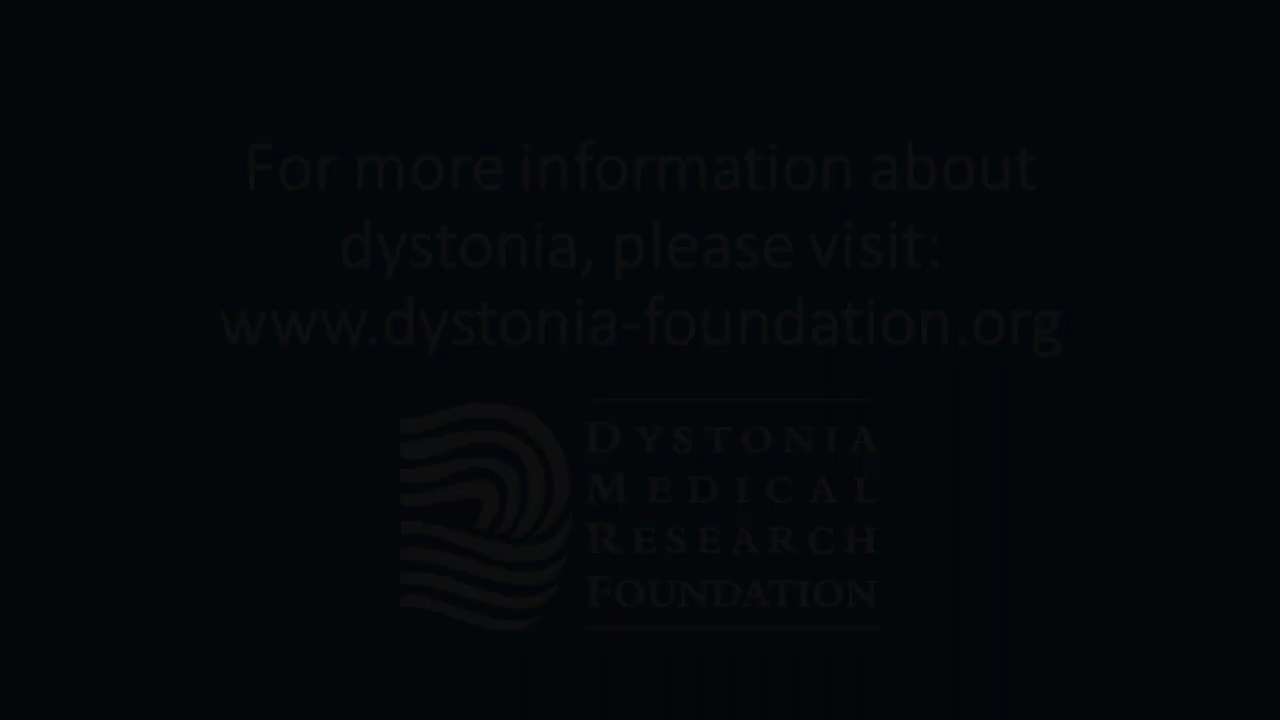 For more information about
dystonia, please visit:
www.dystonia-foundation.org
DYSTONIA
MEDICAL
RESEARCH
FOUNDATION